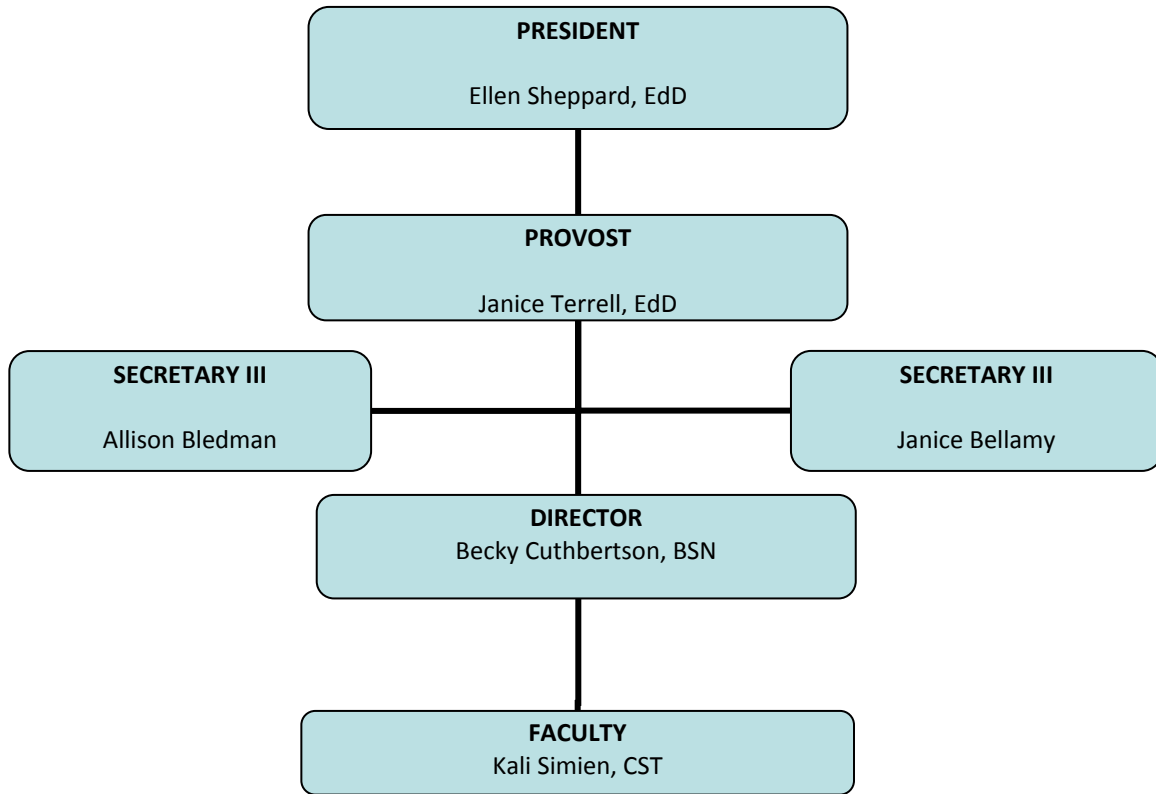 PRESIDENT
Ellen Sheppard, EdD
PROVOST
Janice Terrell, EdD
SECRETARY III
Allison Bledman
SECRETARY III
Janice Bellamy
DIRECTOR
Becky Cuthbertson, BSN
FACULTY
Kali Simien, CST